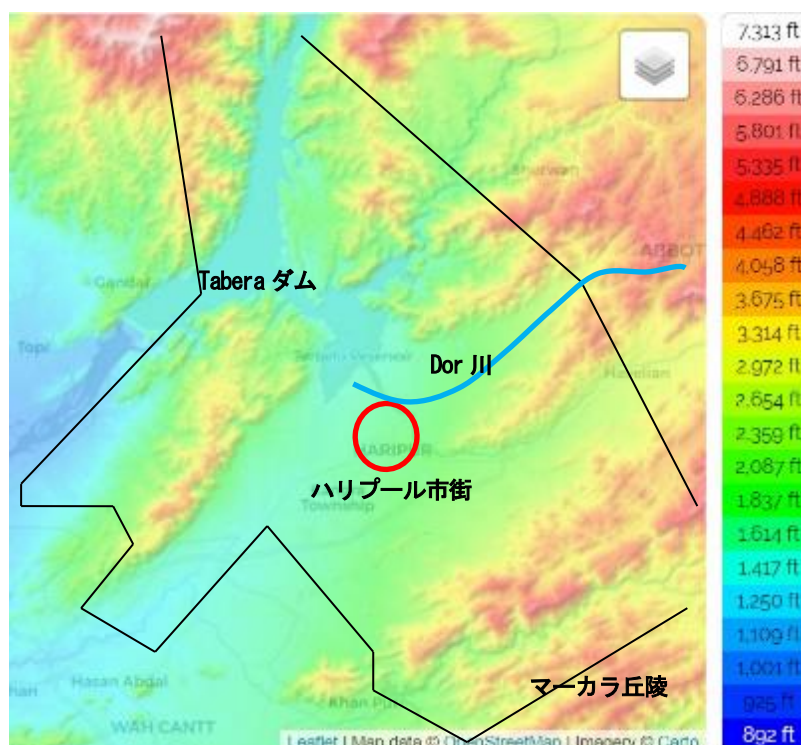 Sherwan
ABBOT
Gandaf
Tabera ダム
Topi
Tarbela Reservoir
Dor 川
Havelian
HARIPUR
ハリプール市街
Township
Hasan Abdal
マーカラ丘陵
Khan Pur
WAH CANTT
Leaflet | Map data © OpenStreetMap | Imagery © Carto
7,313 ft
6,791 ft
6,286 ft
5,801 ft
5,335 ft
4,888 ft
4,462 ft
4,058 ft
3,675 ft
3,314 ft
2,972 ft
2,654 ft
2,359 ft
2,087 ft
1,837 ft
1,614 ft
1,417 ft
1,250 ft
1,109 ft
1,001 ft
925 ft
892 ft